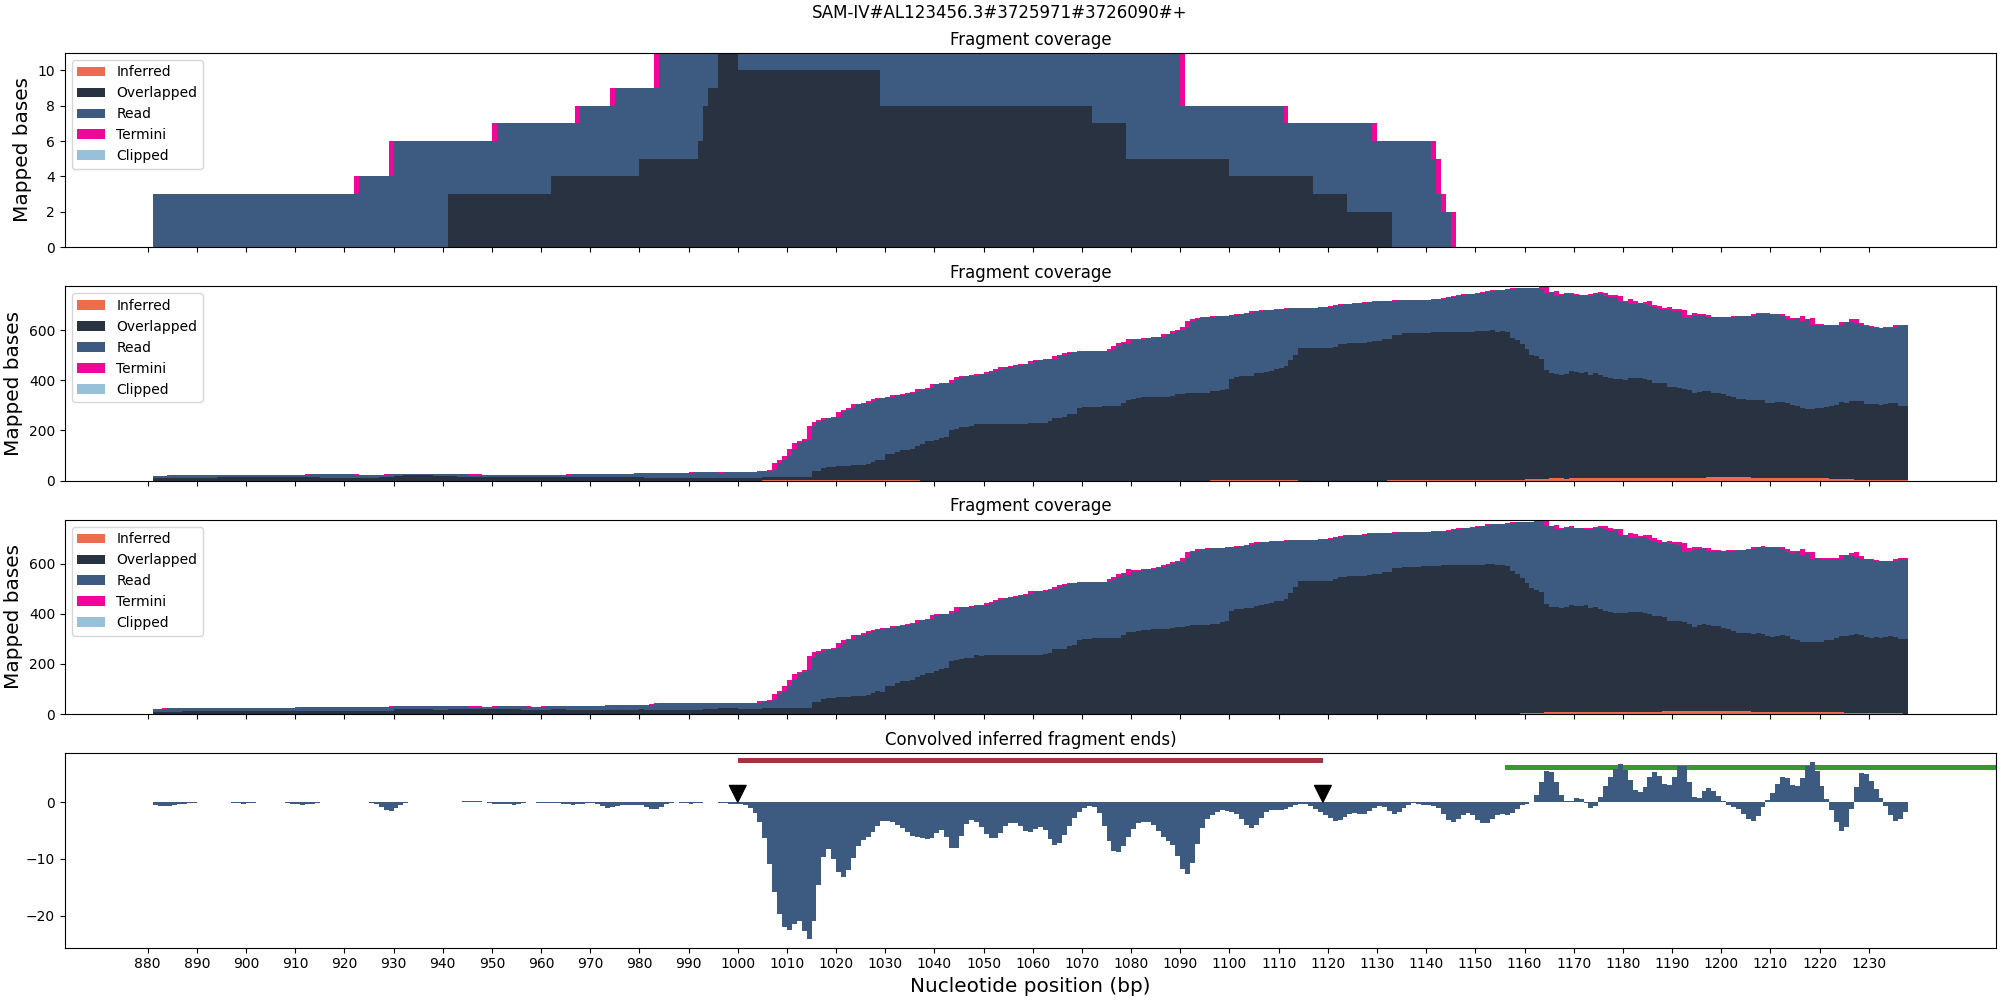 SAM-IV#AL123456.3#3725971#3726090#+
Fragment coverage
Mapped bases
10
8
6
4
2
0
Inferred
Overlapped
Read
Termini
Clipped
Fragment coverage
Mapped bases
600
400
200
0
Inferred
Overlapped
Read
Termini
Clipped
Fragment coverage
Mapped bases
600
400
200
0
Inferred
Overlapped
Read
Termini
Clipped
Convolved inferred fragment ends)
0
−10
−20
880 890 900 910 920 930 940 950 960 970 980 990 1000 1010 1020 1030 1040 1050 1060 1070 1080 1090 1100 1110 1120 1130 1140 1150 1160 1170 1180 1190 1200 1210 1220 1230
Nucleotide position (bp)